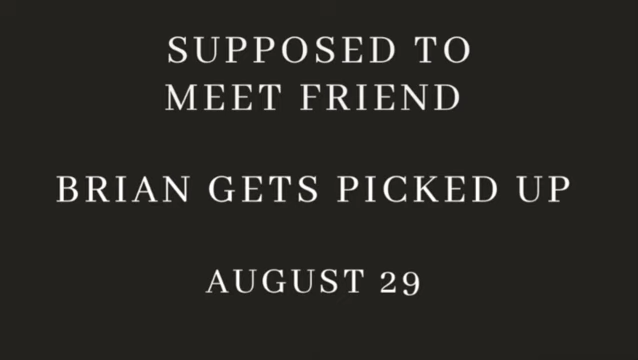 SUPPOSED TO
MEET FRIEND
BRIAN GETS PICKED UP
AUGUST 29